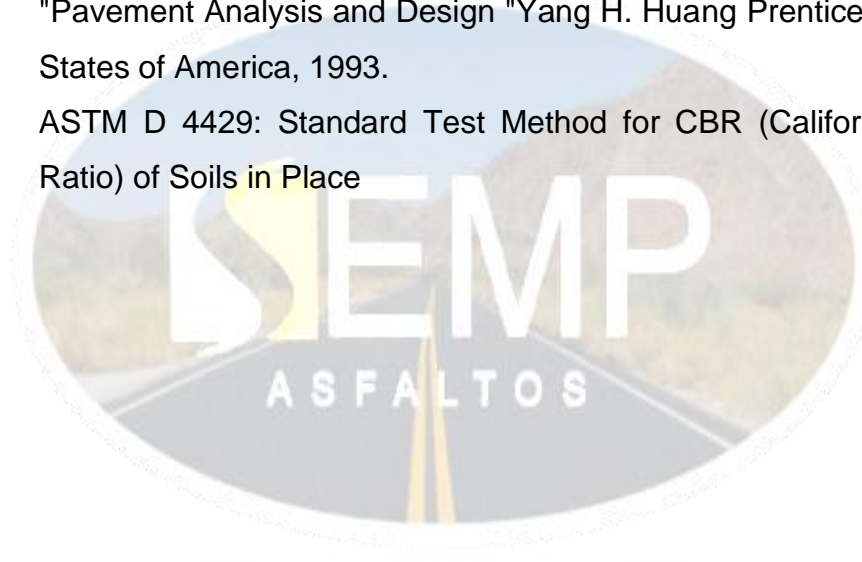 "Pavement Analysis and Design "Yang H. Huang Prentice
States of America, 1993.
ASTM D 4429: Standard Test Method for CBR (Califor
Ratio) of Soils in Place
SEMP
ASFALTOS